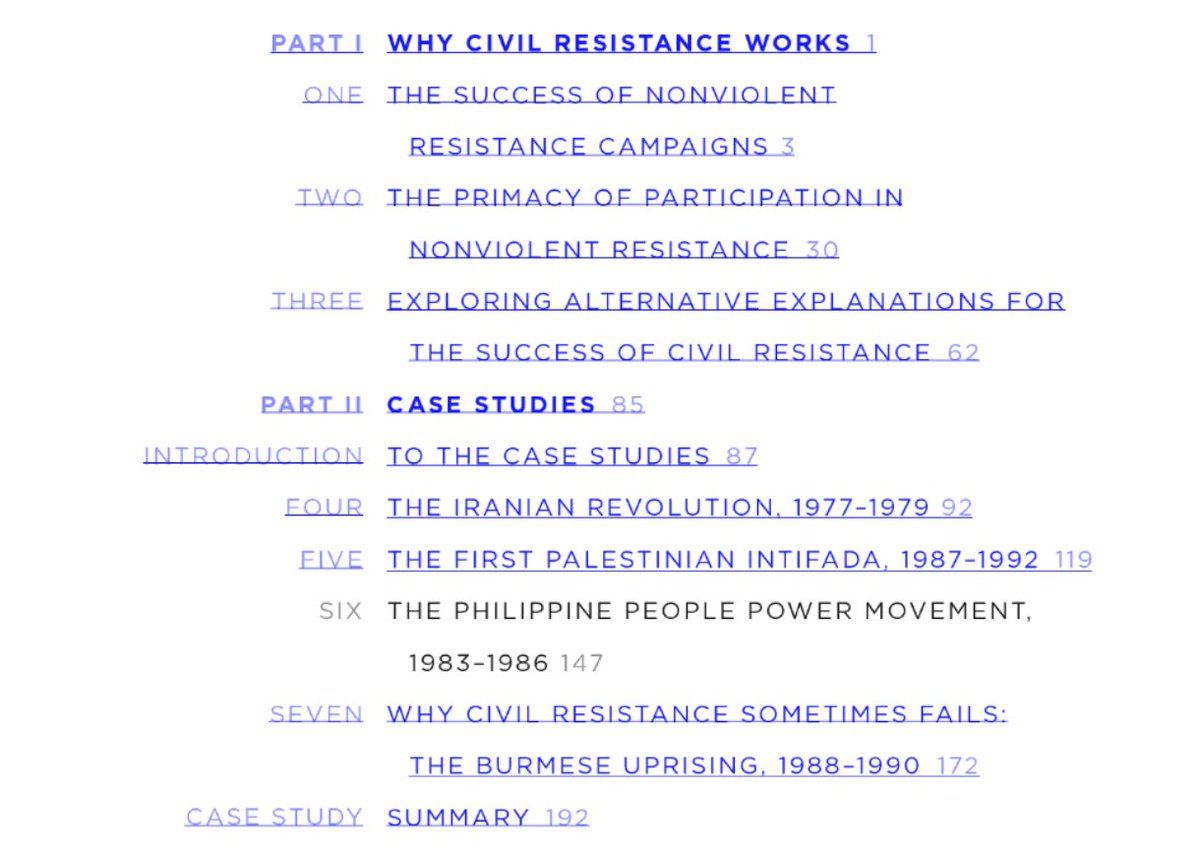 PART I WHY CIVIL RESISTANCE WORKS 1
ONE THE SUCCESS OF NONVIOLENT
RESISTANCE CAMPAIGNS 3
TWO THE PRIMACY OF PARTICIPATION IN
NONVIOLENT RESISTANCE 30
THREE EXPLORING ALTERNATIVE EXPLANATIONS FOR
THE SUCCESS OF CIVIL RESISTANCE 62
PART II CASE STUDIES 85
INTRODUCTION TO THE CASE STUDIES 87
FOUR THE IRANIAN REVOLUTION, 1977–1979 92
FIVE THE FIRST PALESTINIAN INTIFADA, 1987–1992 119
SIX THE PHILIPPINE PEOPLE POWER MOVEMENT,
1983–1986 147
SEVEN WHY CIVIL RESISTANCE SOMETIMES FAILS:
THE BURMESE UPRISING, 1988–1990 172
CASE STUDY SUMMARY 192